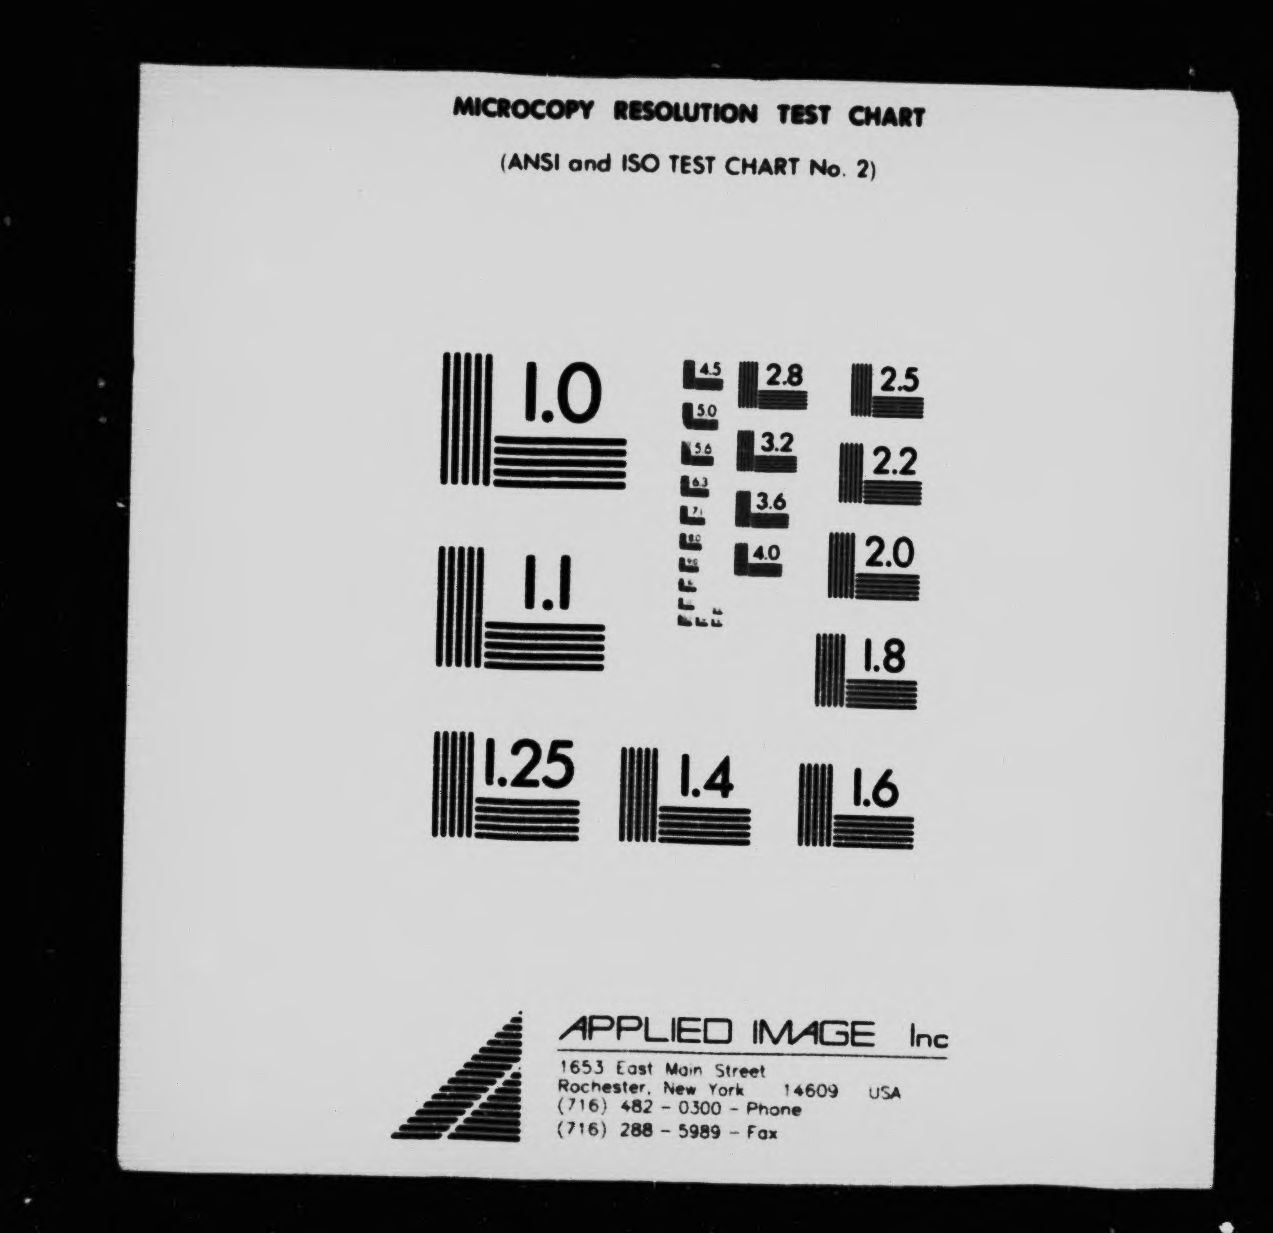 MICROCOPY RESOLUTION TEST CHART
(ANSI and ISO TEST CHART No. 2)
1.0
4.5
2.8
2.5
5.0
5.6
3.2
2.2
6.3
3.6
7.1
2.0
8.0
4.0
9.0
1.1
1.8
1.25
1.4
1.6
APPLIED IMAGE Inc
1653 East Main Street
Rochester, New York 14609 USA
(716) 482 - 0300 - Phone
(716) 288 - 5989 - Fax